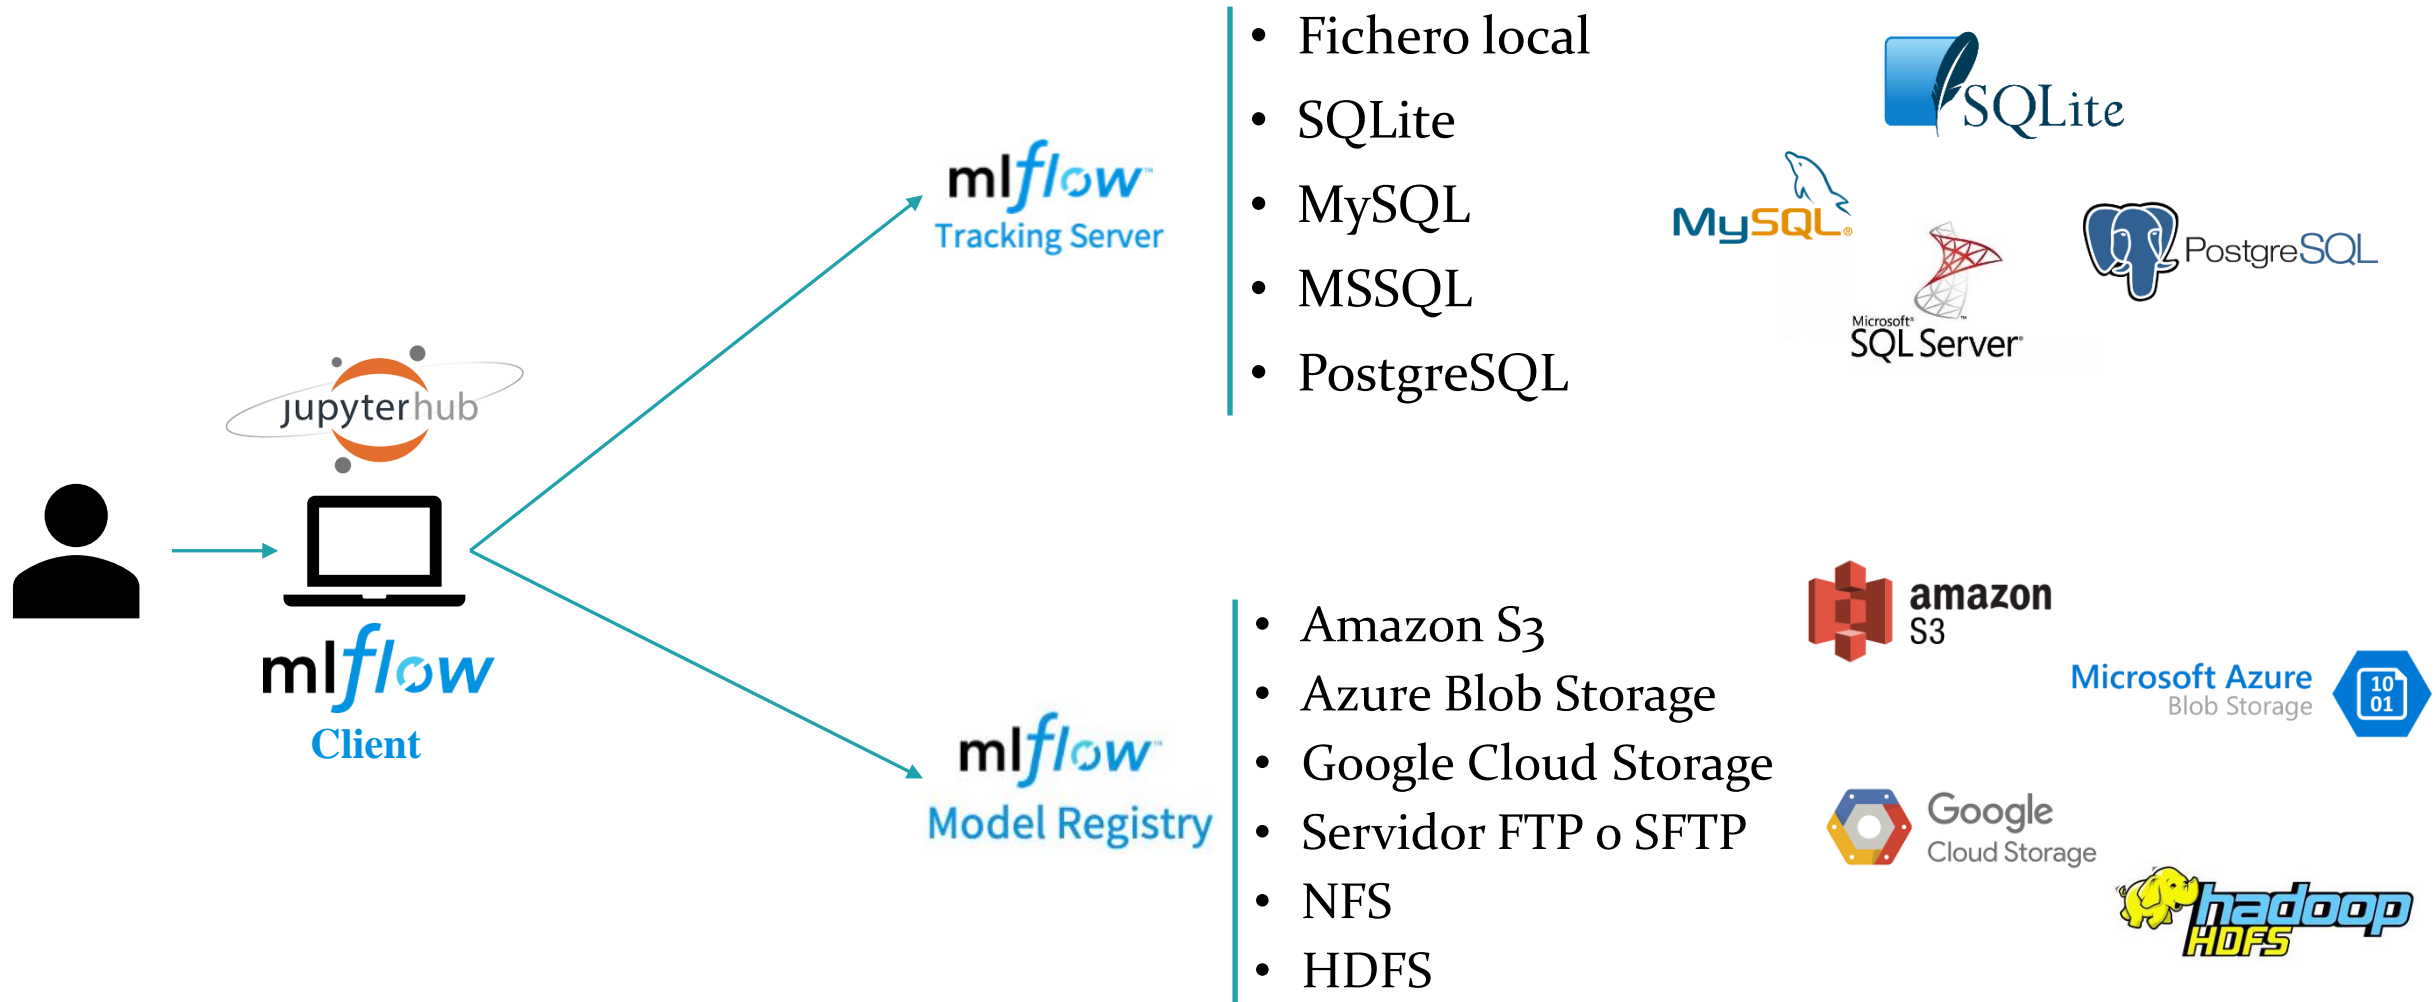 jupyterhub
mlflow
Client
mlflow™
Tracking Server
• Fichero local
• SQLite
• MySQL
• MSSQL
• PostgreSQL
SQLite
MySQL®
Microsoft®
SQL Server®
PostgreSQL
mlflow™
Model Registry
• Amazon S3
• Azure Blob Storage
• Google Cloud Storage
• Servidor FTP o SFTP
• NFS
• HDFS
amazon
S3
Microsoft Azure
Blob Storage
10
01
Google
Cloud Storage
hadoop
HDFS